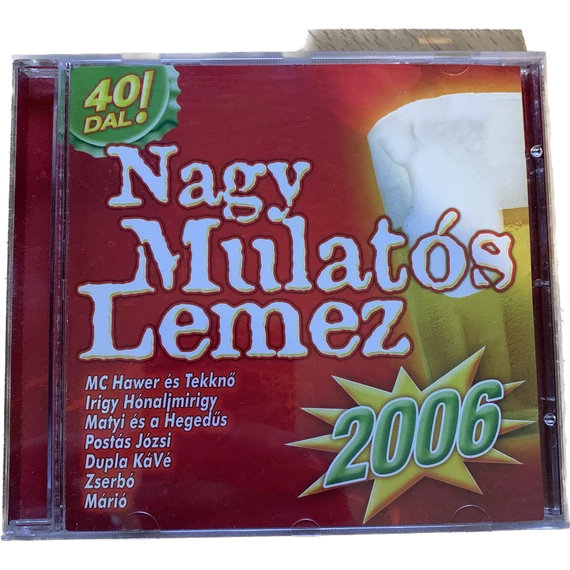 40!
DAL!
Nagy
Mulatós
Lemez
MC Hawer és Tekknő
Irigy Hónaljmirigy
Matyi és a Hegedűs
Postás Józsi
Dupla KáVé
Zserbó
Márió
2006